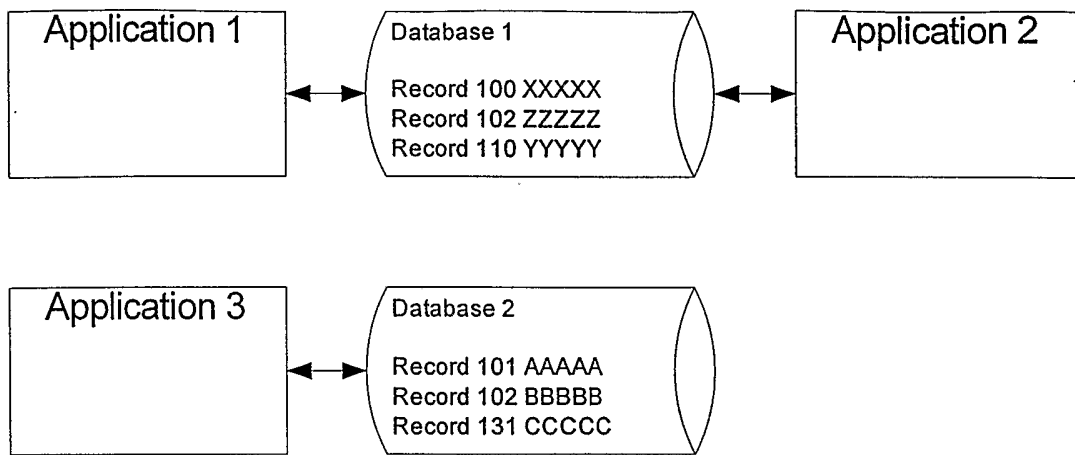 Application 1
Database 1
Record 100 XXXXX
Record 102 ZZZZZ
Record 110 YYYYY
Application 2
Application 3
Database 2
Record 101 AAAAA
Record 102 BBBBB
Record 131 CCCCC